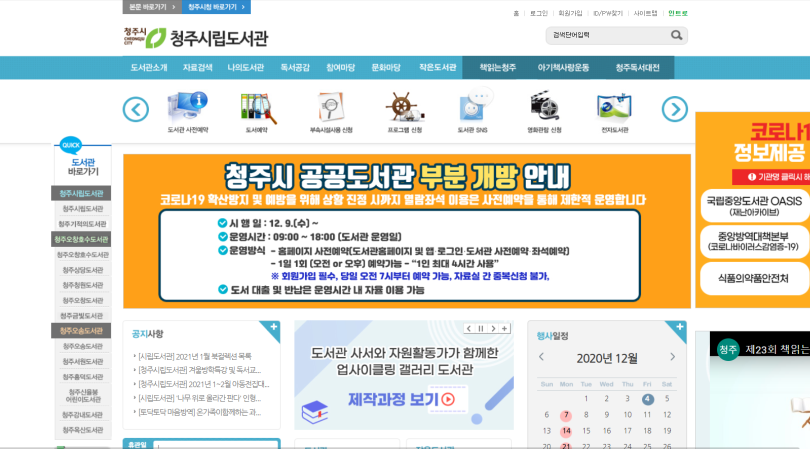 본문 바로가기 >
청주시청 바로가기 >
홈 | 로그인 | 회원가입 | ID/PW찾기 | 사이트맵 | 인트로
청주시
CHEONGJU
CITY
청주시립도서관
검색단어입력
도서관소개 자료검색 나의도서관 독서공감 참여마당 문화마당 작은도서관 책읽는청주 아기책사랑운동 청주독서대전
도서관 사전예약 도서예약 부속시설사용 신청 프로그램 신청 도서관 SNS 영화관람 신청 전자도서관
QUICK
도서관
바로가기
청주시립도서관
청주시립도서관
청주기적의도서관
청주오창호수도서관
청주오창호수도서관
청주상당도서관
청주청원도서관
청주오창도서관
청주금빛도서관
청주오송도서관
청주오송도서관
청주서원도서관
청주흥덕도서관
청주신율봉
어린이도서관
청주강내도서관
청주옥산도서관
청주시 공공도서관 부분 개방 안내
코로나19 확산방지 및 예방을 위해 상황 진정 시까지 열람좌석 이용은 사전예약을 통해 제한적 운영합니다
시 행 일 : 12. 9.(수) ~
운영시간 : 09:00 ~ 18:00 (도서관 운영일)
운영방식 - 홈페이지 사전예약(도서관홈페이지 및 앱·로그인·도서관 사전예약·좌석예약)
- 1일 1회 (오전 or 오후) 예약가능 - “1인 최대 4시간 사용”
※ 회원가입 필수, 당일 오전 7시부터 예약 가능, 자료실 간 중복신청 불가,
도서 대출 및 반납은 운영시간 내 자율 이용 가능
코로나1
정보제공
기관명 클릭시 해
국립중앙도서관 OASIS
(재난아카이브)
중앙방역대책본부
(코로나바이러스감염증-19)
식품의약품안전처
공지사항
[시립도서관] 2021년 1월 북컬렉션 목록
[청주시립도서관] 겨울방학특강 및 독서교...
[청주시립도서관] 2021년 1~2월 아동전집대...
[시립도서관] '나무 위로 올라간 판다' 인형...
[토닥토닥 마음방역] 온가족이함께하는 과...
도서관 사서와 자원활동가가 함께한
업사이클링 갤러리 도서관
제작과정 보기
행사일정
2020년 12월
Sun Mon Tue Wed Thu Fri Sat
1 2 3 4 5
6 7 8 9 10 11 12
13 14 15 16 17 18 19
20 21 22 23 24 25 26
청주 제23회 책읽는
휴관일